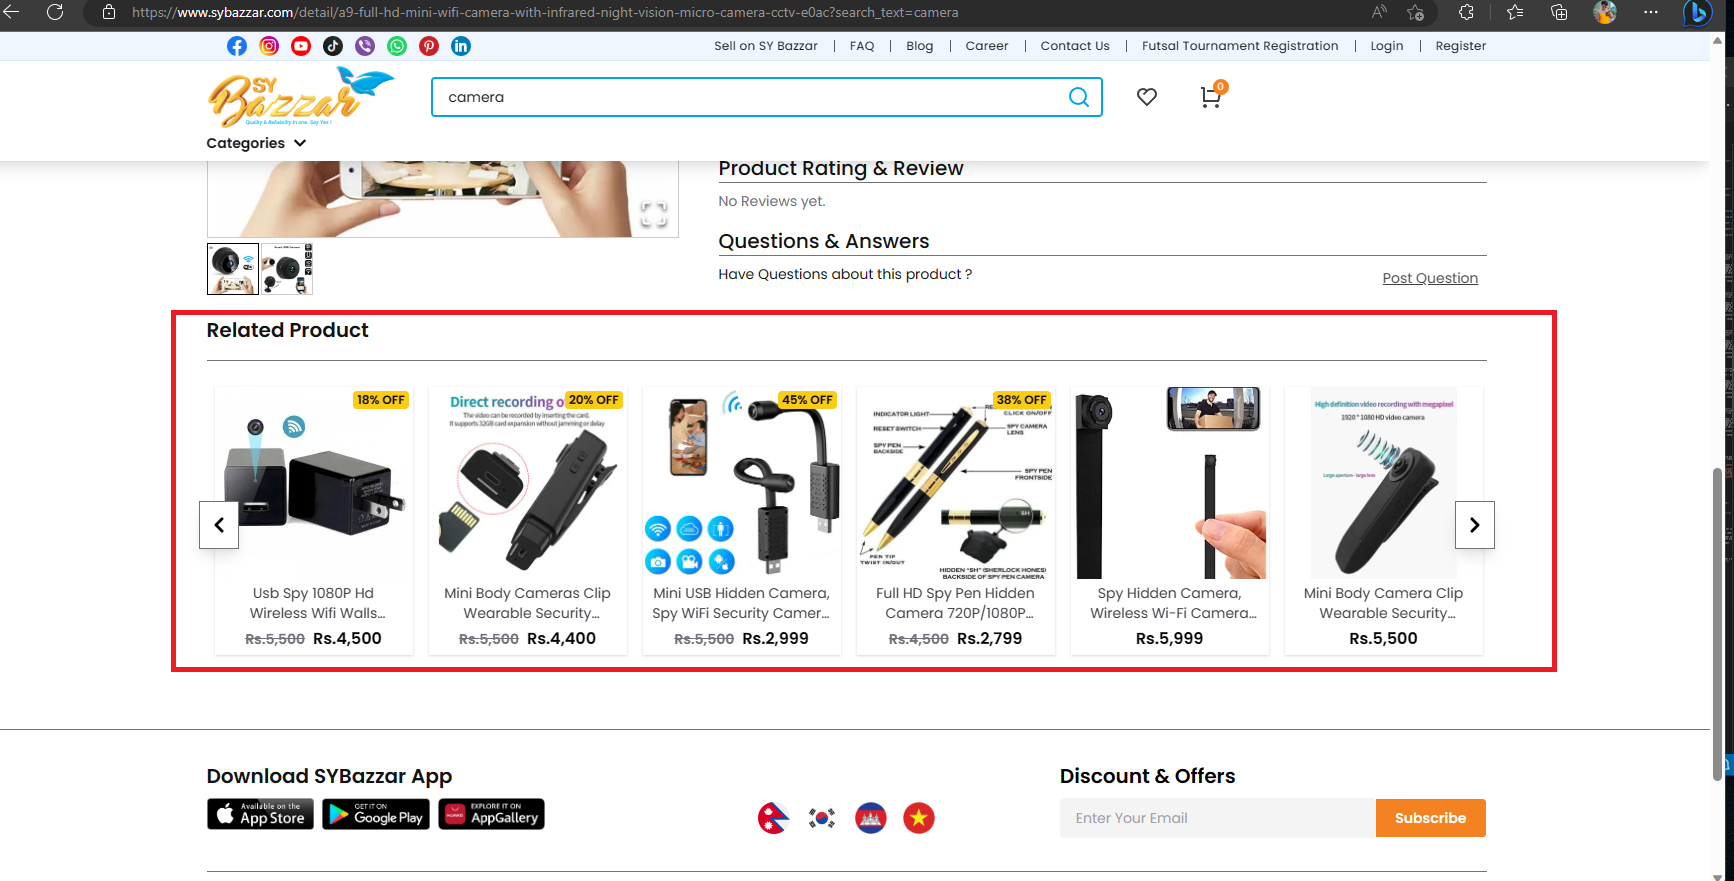 https://www.sybazzar.com/detail/a9-full-hd-mini-wifi-camera-with-infrared-night-vision-micro-camera-cctv-e0ac?search_text=camera
Sell on SY Bazzar | FAQ | Blog | Career | Contact Us | Futsal Tournament Registration | Login | Register
SY
Bazzar
Quality & Reliability in one. Say Yes !
camera
0
Categories
Product Rating & Review
No Reviews yet.
Questions & Answers
Have Questions about this product ?
Post Question
Related Product
18% OFF
Usb Spy 1080P Hd
Wireless Wifi Walls...
Rs.5,500 Rs.4,500
Direct recording o
20% OFF
The video can be recorded by inserting the card.
It supports 32GB card expansion without jamming or delay
Mini Body Cameras Clip
Wearable Security...
Rs.5,500 Rs.4,400
45% OFF
Mini USB Hidden Camera,
Spy WiFi Security Camer...
Rs.5,500 Rs.2,999
38% OFF
INDICATOR LIGHT
CLICK ON/OFF
RESET SWITCH
SPY CAMERA
LENS
SPY PEN
BACKSIDE
SPY PEN
FRONTSIDE
PEN TIP
TWIST IN/OUT
HIDDEN "SH" (SHERLOCK HONES)
BACKSIDE OF SPY PEN CAMERA
Full HD Spy Pen Hidden
Camera 720P/1080P...
Rs.4,500 Rs.2,799
Spy Hidden Camera,
Wireless Wi-Fi Camera...
Rs.5,999
High definition video recording with megapixel
1920 * 1080 HD video camera
Large aperture - large lens
Mini Body Camera Clip
Wearable Security...
Rs.5,500
Download SYBazzar App
Available on the
App Store
GET IT ON
Google Play
EXPLORE IT ON
AppGallery
Discount & Offers
Enter Your Email
Subscribe